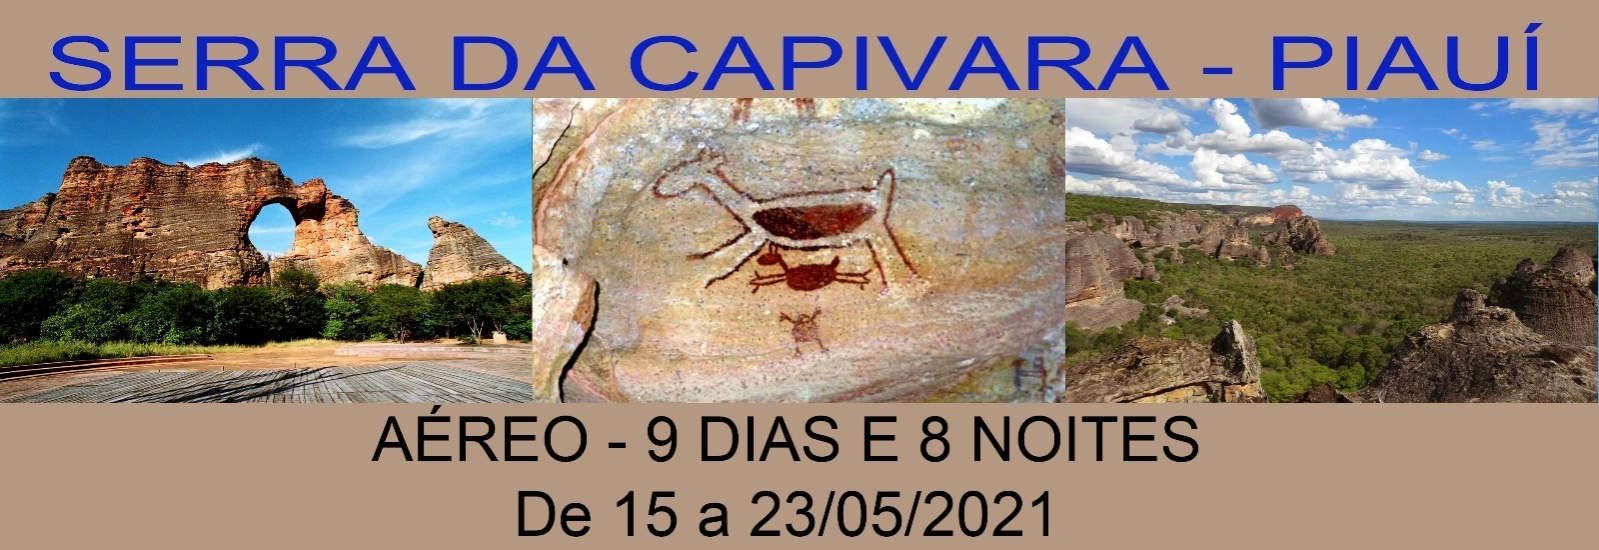 SERRA DA CAPIVARA - PIAUÍ
AÉREO - 9 DIAS E 8 NOITES
De 15 a 23/05/2021